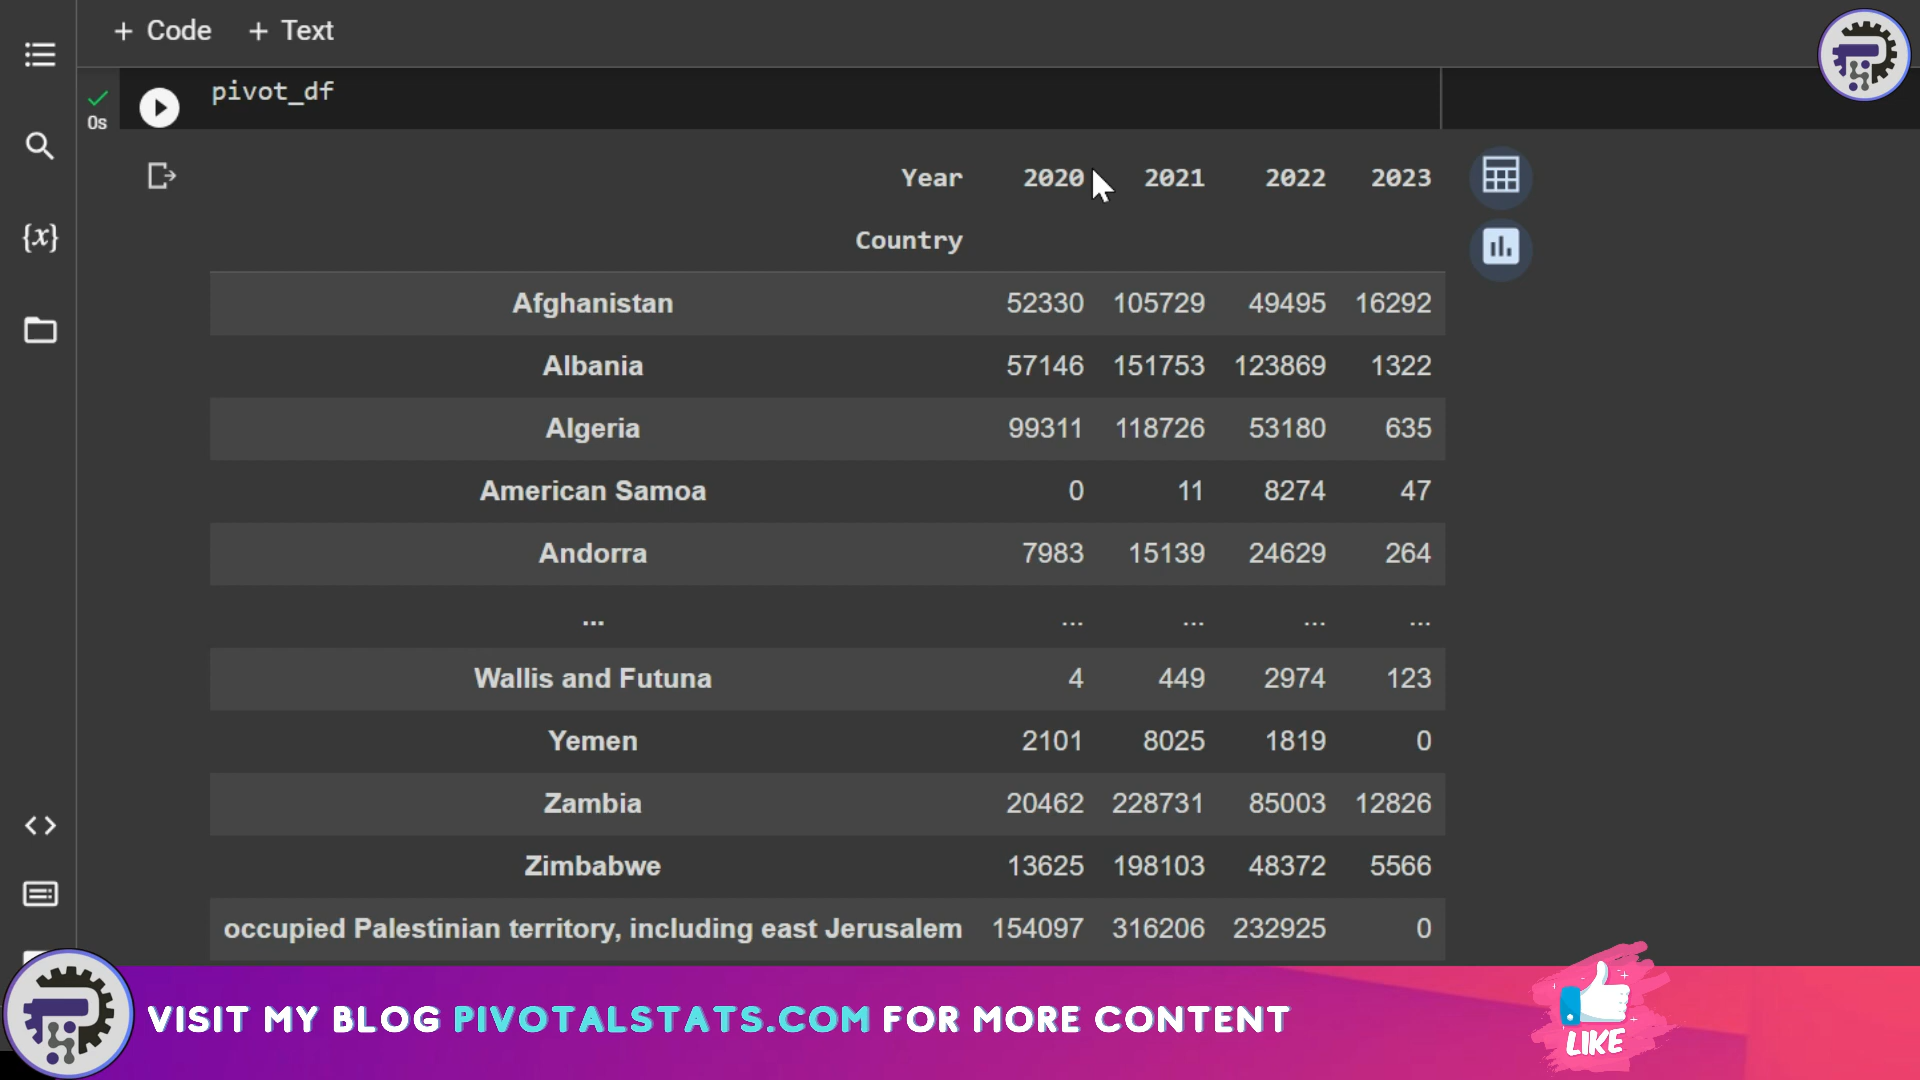 + Code + Text
pivot_df
0s
{x}
Year 2020 2021 2022 2023
Country
Afghanistan 52330 105729 49495 16292
Albania 57146 151753 123869 1322
Algeria 99311 118726 53180 635
American Samoa 0 11 8274 47
Andorra 7983 15139 24629 264
... ... ... ... ...
Wallis and Futuna 4 449 2974 123
Yemen 2101 8025 1819 0
Zambia 20462 228731 85003 12826
Zimbabwe 13625 198103 48372 5566
occupied Palestinian territory, including east Jerusalem 154097 316206 232925 0
VISIT MY BLOG PIVOTALSTATS.COM FOR MORE CONTENT
LIKE